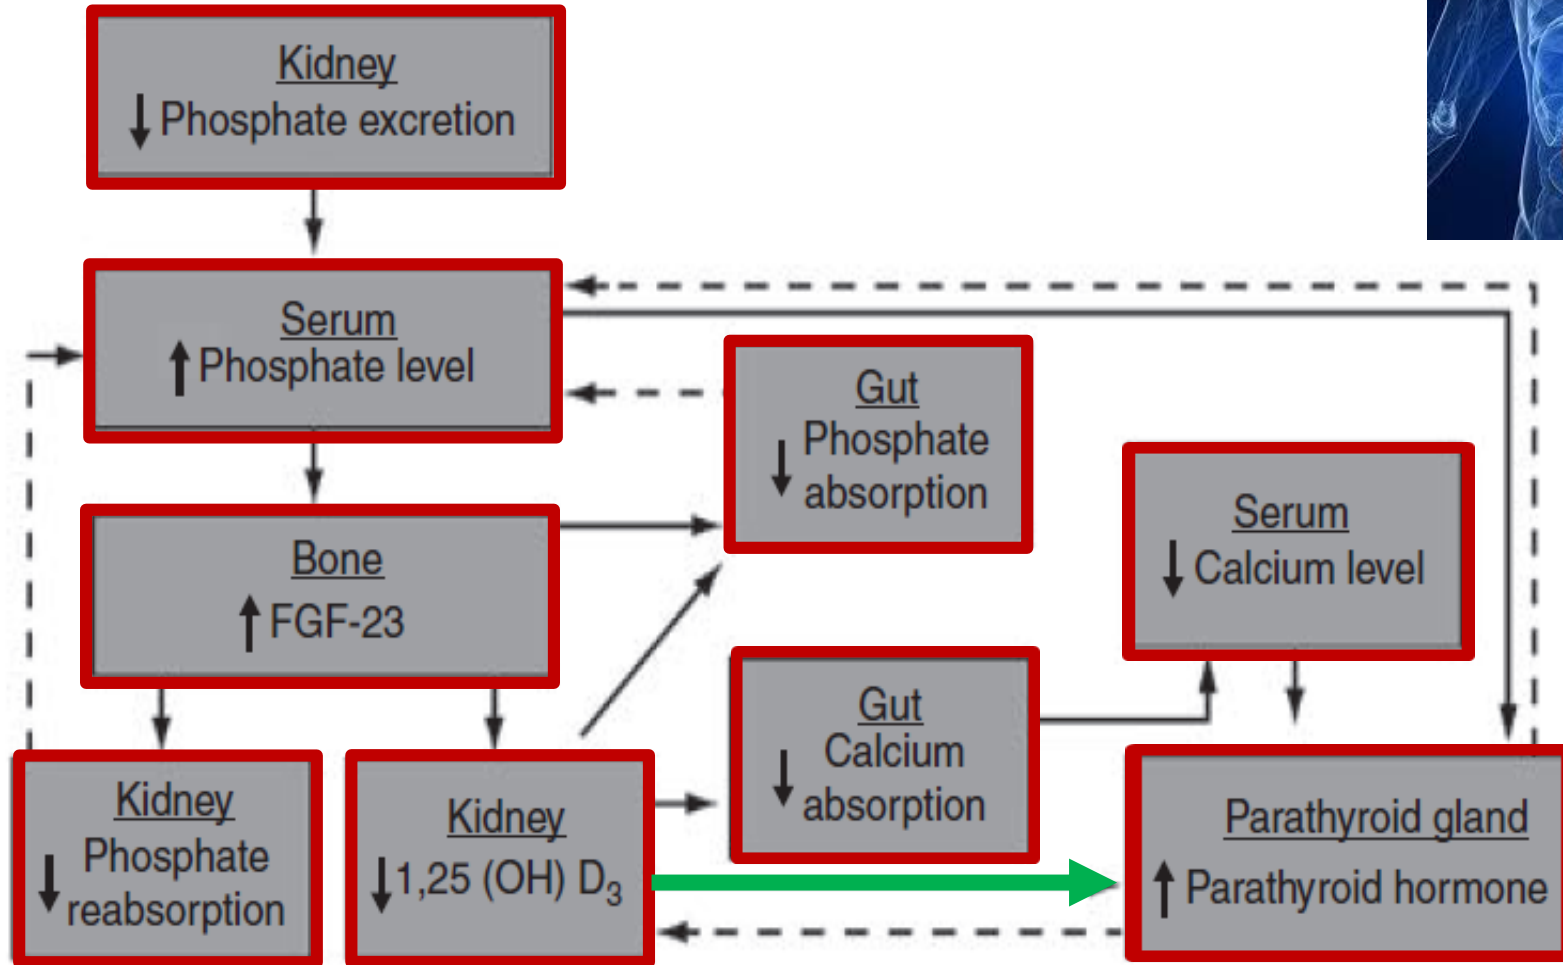 Kidney
↓ Phosphate excretion
Serum
↑ Phosphate level
Gut
↓ Phosphate
absorption
Serum
↓ Calcium level
Bone
↑ FGF-23
Gut
↓ Calcium
absorption
Kidney
↓ Phosphate
reabsorption
Kidney
↓ 1,25 (OH) D₃
Parathyroid gland
↑ Parathyroid hormone